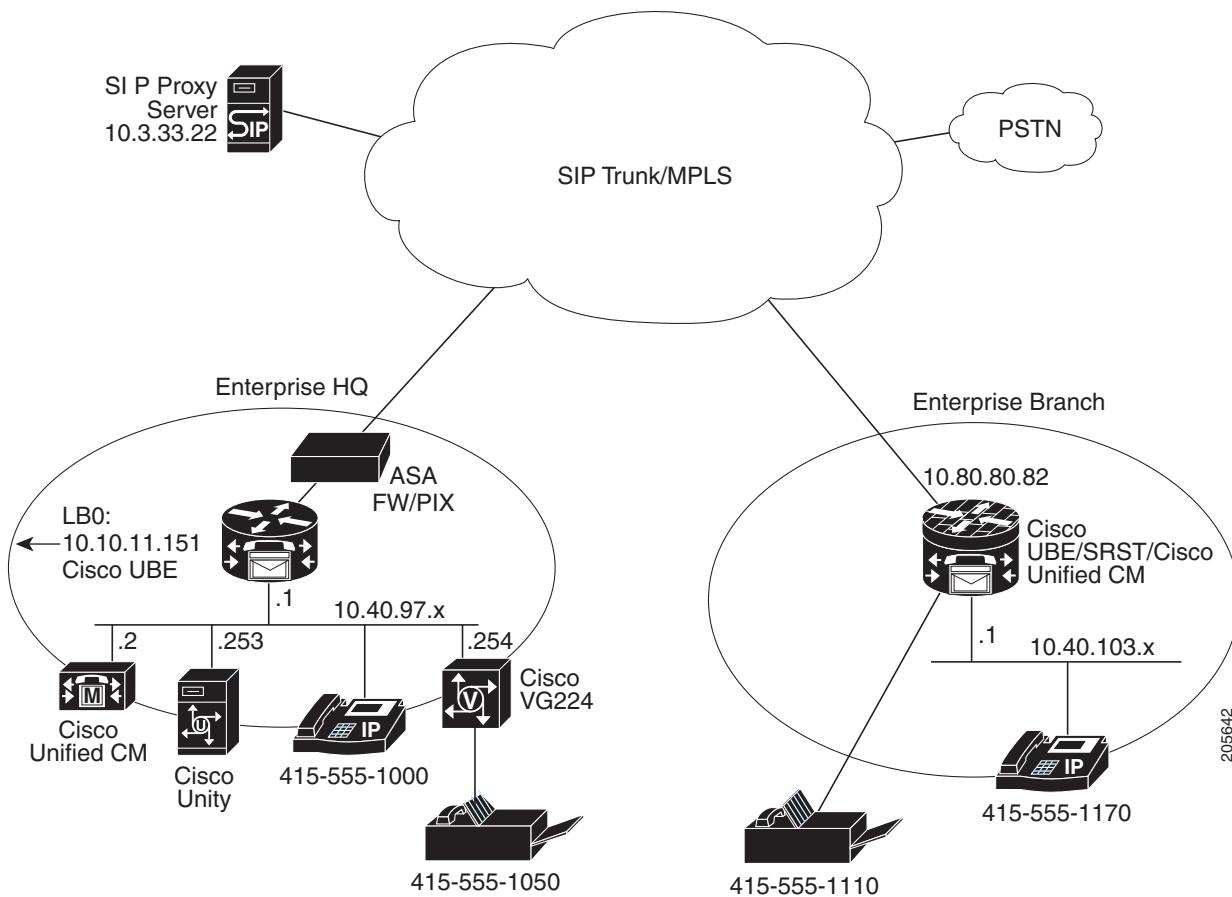 SI P Proxy
Server
10.3.33.22
SIP
SIP Trunk/MPLS
PSTN
Enterprise HQ
ASA
FW/PIX
LB0:
10.10.11.151
Cisco UBE
.1
10.40.97.x
.2
.253
.254
M
Cisco
Unified CM
U
Cisco
Unity
IP
415-555-1000
V
Cisco
VG224
415-555-1050
Enterprise Branch
10.80.80.82
Cisco
UBE/SRST/Cisco
Unified CM
.1
10.40.103.x
IP
415-555-1170
415-555-1110
205642